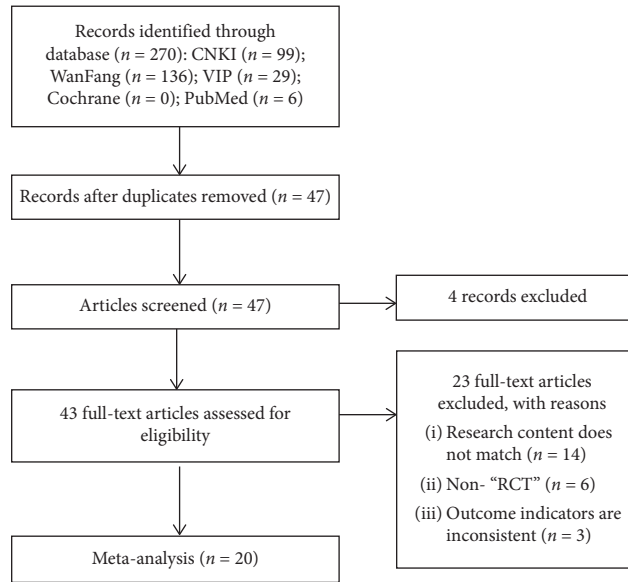 Records identified through
database (n = 270): CNKI (n = 99);
WanFang (n = 136); VIP (n = 29);
Cochrane (n = 0); PubMed (n = 6)
Records after duplicates removed (n = 47)
Articles screened (n = 47)
4 records excluded
43 full-text articles assessed for
eligibility
23 full-text articles
excluded, with reasons
(i) Research content does
not match (n = 14)
(ii) Non- “RCT” (n = 6)
(iii) Outcome indicators are
inconsistent (n = 3)
Meta-analysis (n = 20)